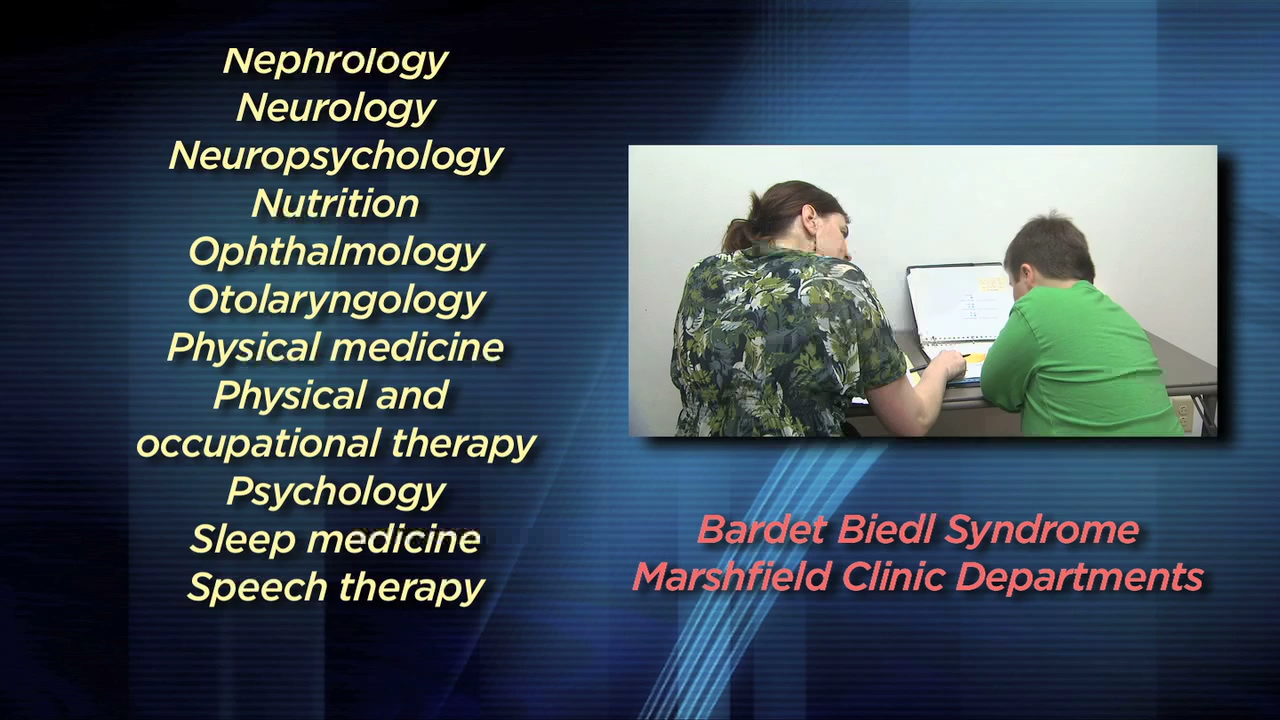 Nephrology
Neurology
Neuropsychology
Nutrition
Ophthalmology
Otolaryngology
Physical medicine
Physical and
occupational therapy
Psychology
Sleep medicine
Speech therapy
Bardet Biedl Syndrome
Marshfield Clinic Departments